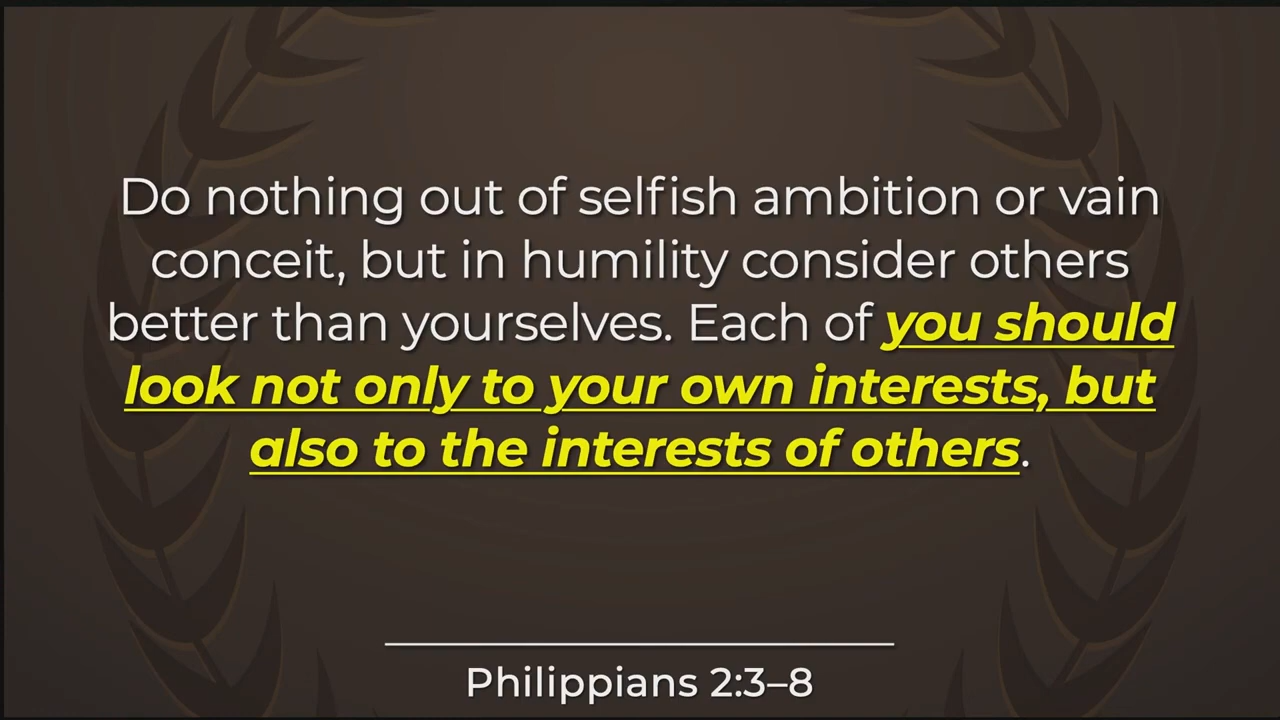 Do nothing out of selfish ambition or vain
conceit, but in humility consider others
better than yourselves. Each of you should
look not only to your own interests, but
also to the interests of others.
Philippians 2:3–8